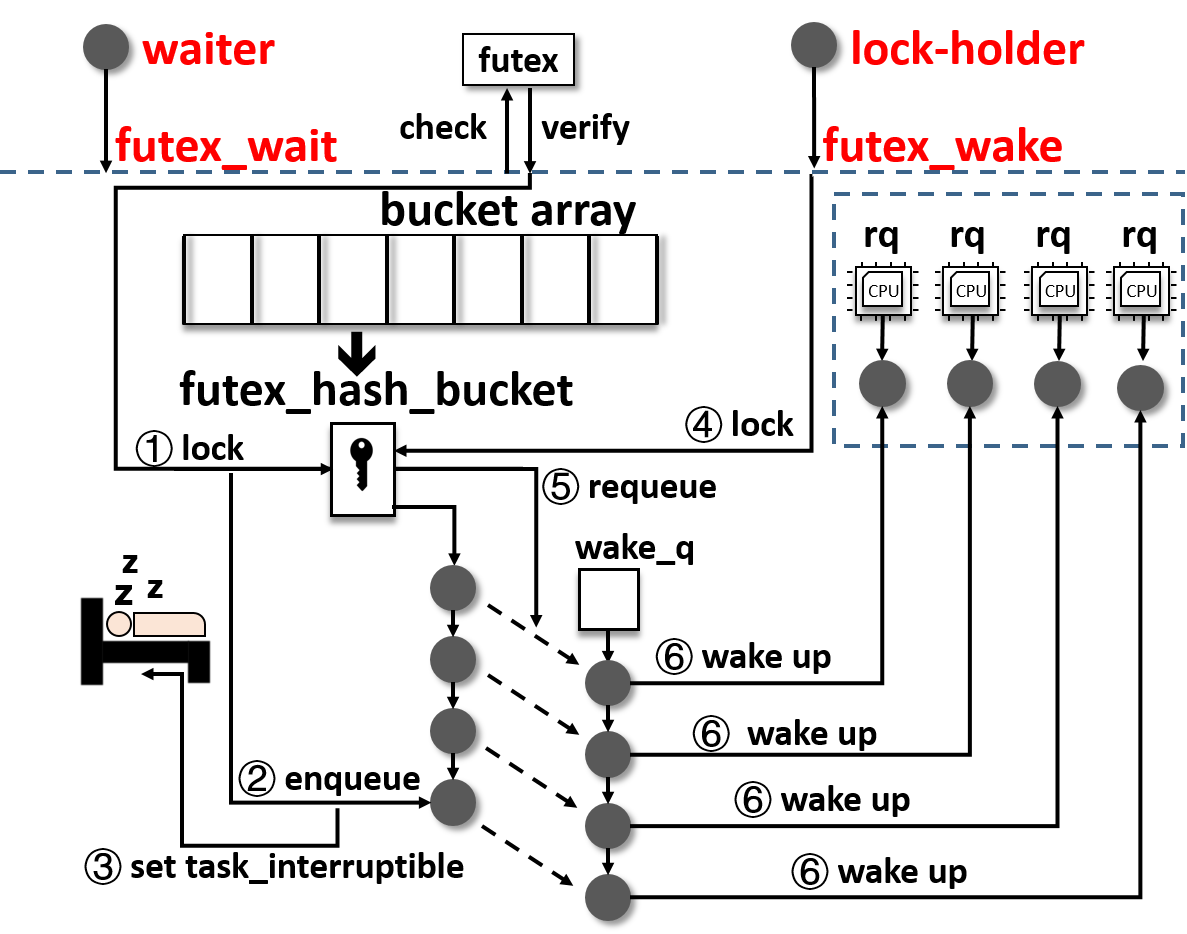 waiter
futex
lock-holder
check
verify
futex_wait
futex_wake
bucket array
rq
rq
rq
rq
CPU
CPU
CPU
CPU
futex_hash_bucket
① lock
④ lock
⑤ requeue
wake_q
z
z
z
⑥ wake up
⑥ wake up
② enqueue
⑥ wake up
③ set task_interruptible
⑥ wake up